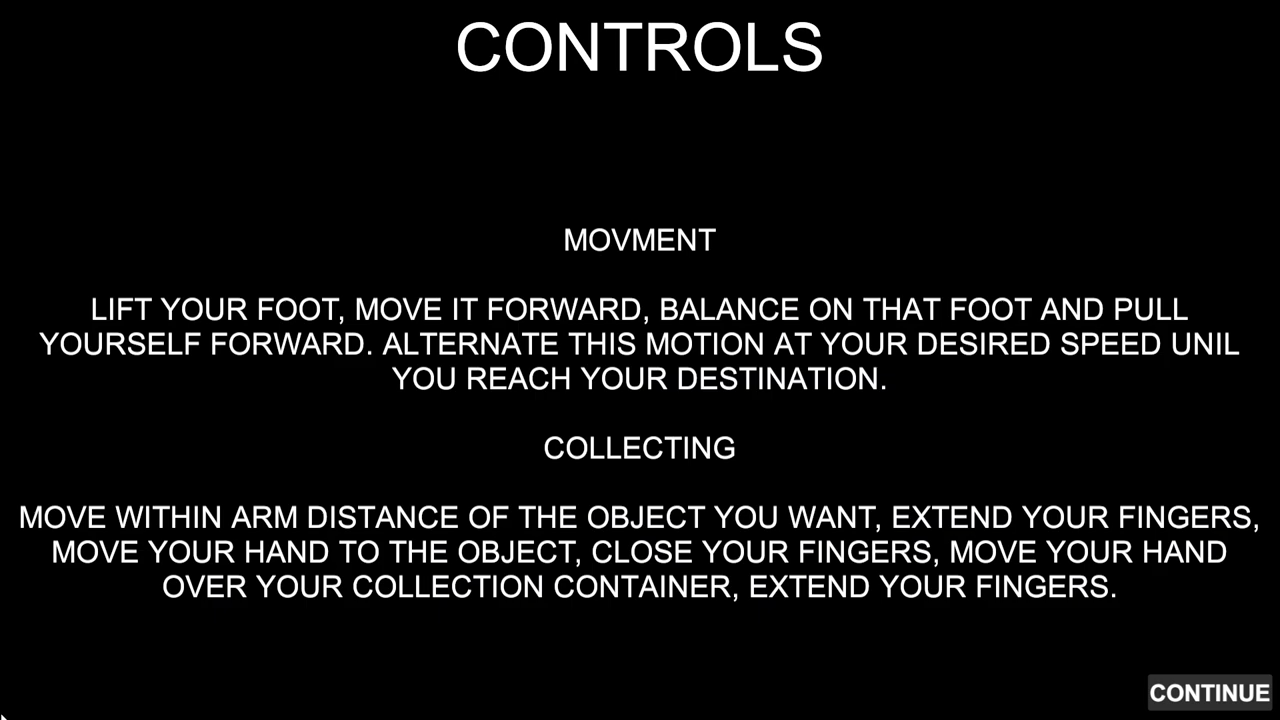 CONTROLS
MOVMENT
LIFT YOUR FOOT, MOVE IT FORWARD, BALANCE ON THAT FOOT AND PULL
YOURSELF FORWARD. ALTERNATE THIS MOTION AT YOUR DESIRED SPEED UNIL
YOU REACH YOUR DESTINATION.
COLLECTING
MOVE WITHIN ARM DISTANCE OF THE OBJECT YOU WANT, EXTEND YOUR FINGERS,
MOVE YOUR HAND TO THE OBJECT, CLOSE YOUR FINGERS, MOVE YOUR HAND
OVER YOUR COLLECTION CONTAINER, EXTEND YOUR FINGERS.
CONTINUE